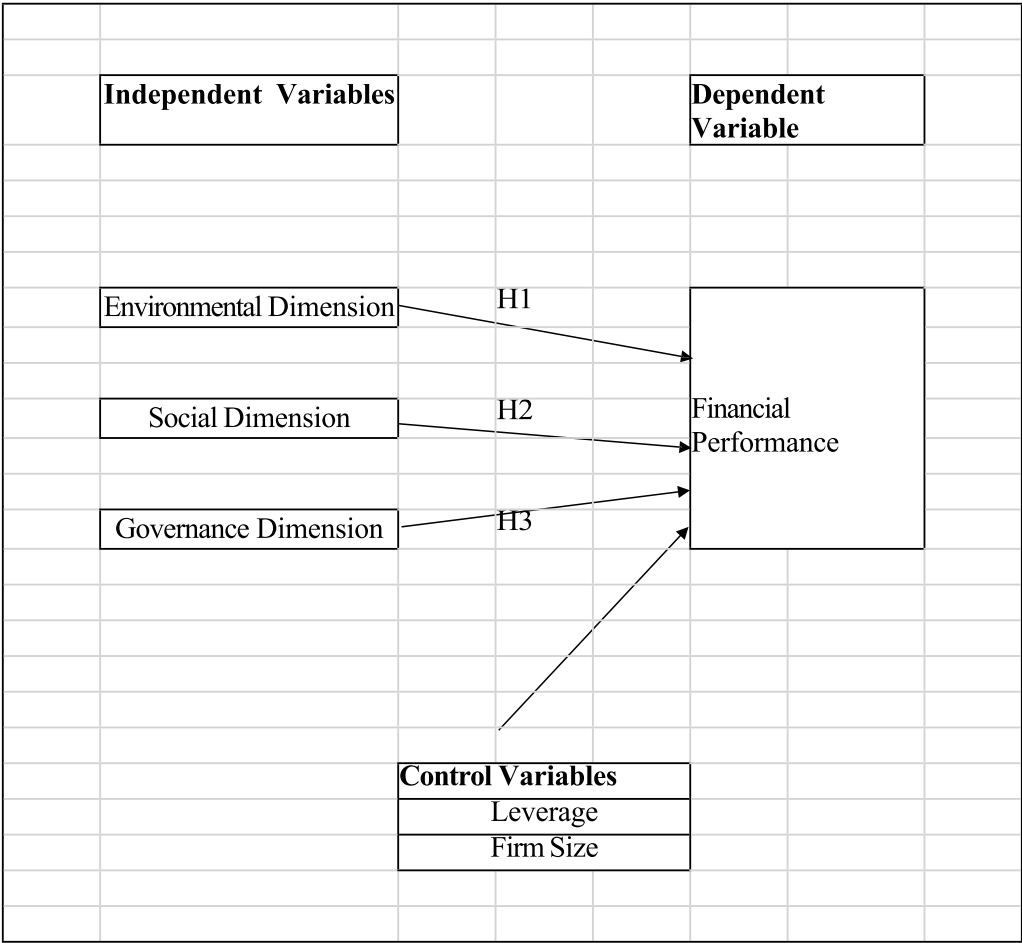 Independent Variables
Dependent
Variable
Environmental Dimension
H1
Social Dimension
H2
Financial
Performance
Governance Dimension
H3
Control Variables
Leverage
Firm Size